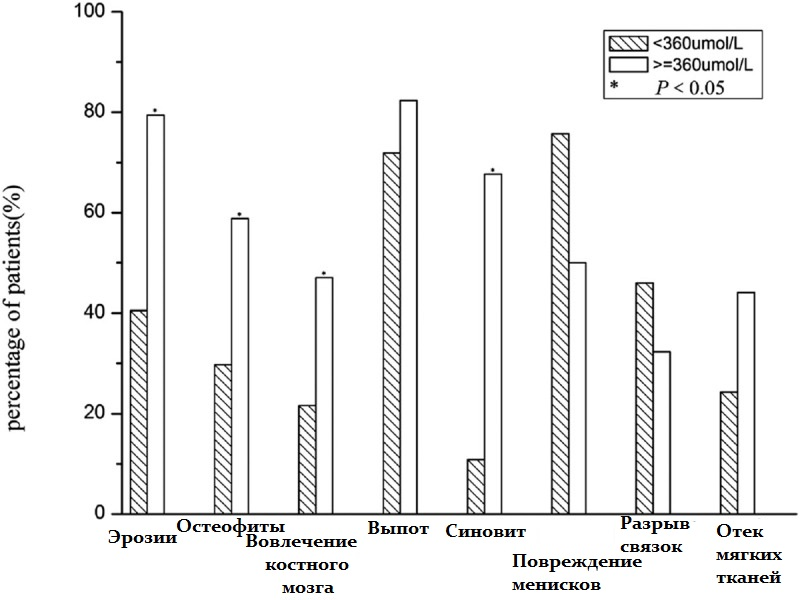 100
80
60
40
20
0
percentage of patients(%)
<360umol/L
>=360umol/L
* P < 0.05
*
*
*
*
Эрозии
Остеофиты
Вовлечение
костного
мозга
Выпот
Синовит
Повреждение
менисков
Разрыв
связок
Отек
мягких
тканей